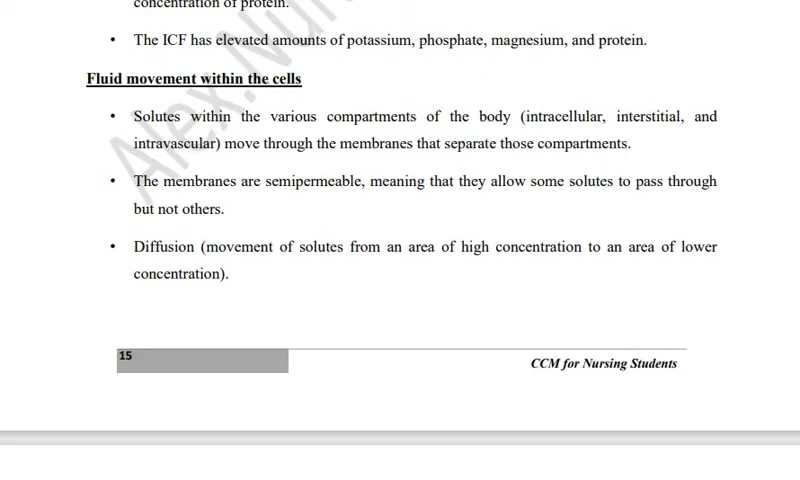 concentration of protein.
• The ICF has elevated amounts of potassium, phosphate, magnesium, and protein.
Fluid movement within the cells
• Solutes within the various compartments of the body (intracellular, interstitial, and
intravascular) move through the membranes that separate those compartments.
• The membranes are semipermeable, meaning that they allow some solutes to pass through
but not others.
• Diffusion (movement of solutes from an area of high concentration to an area of lower
concentration).
15
CCM for Nursing Students